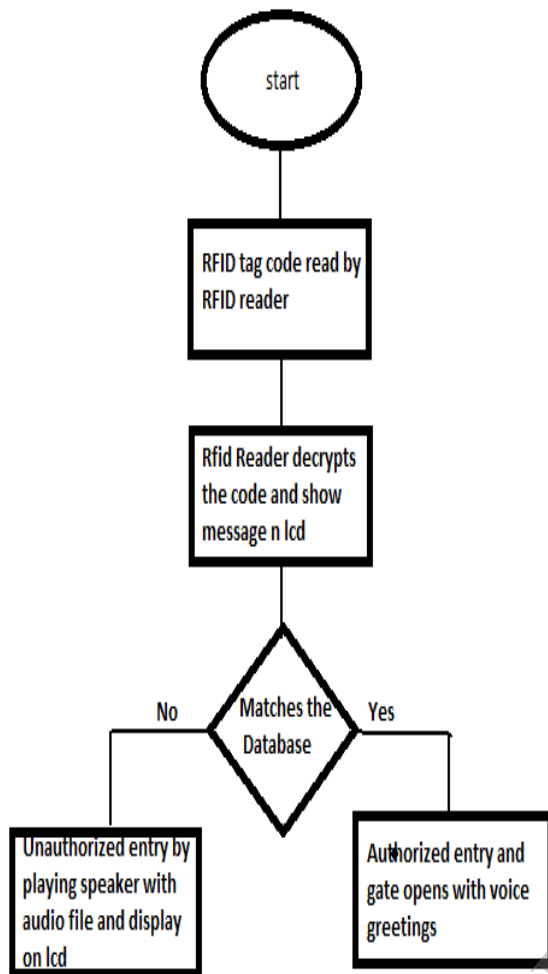 start
RFID tag code read by
RFID reader
Rfid Reader decrypts
the code and show
message n lcd
No
Matches the
Database
Yes
Unauthorized entry by
playing speaker with
audio file and display
on lcd
Authorized entry and
gate opens with voice
greetings